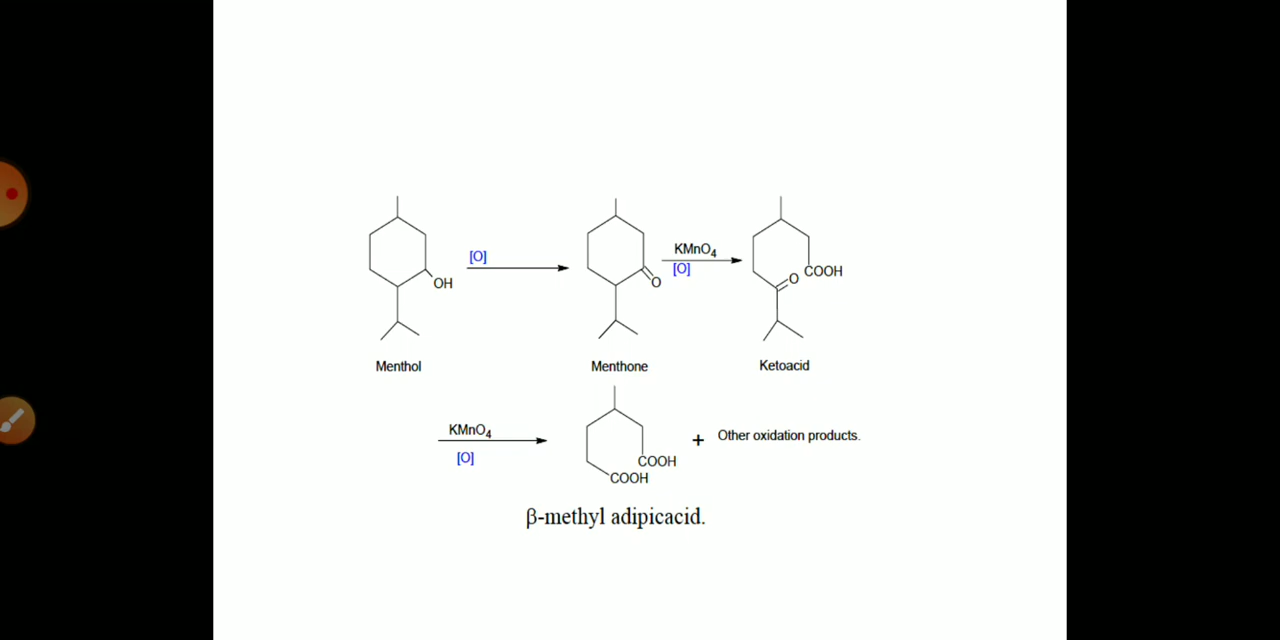 [O]
OH
Menthol
O
Menthone
KMnO4
[O]
O
COOH
Ketoacid
KMnO4
[O]
COOH
COOH
+ Other oxidation products.
β-methyl adipicacid.